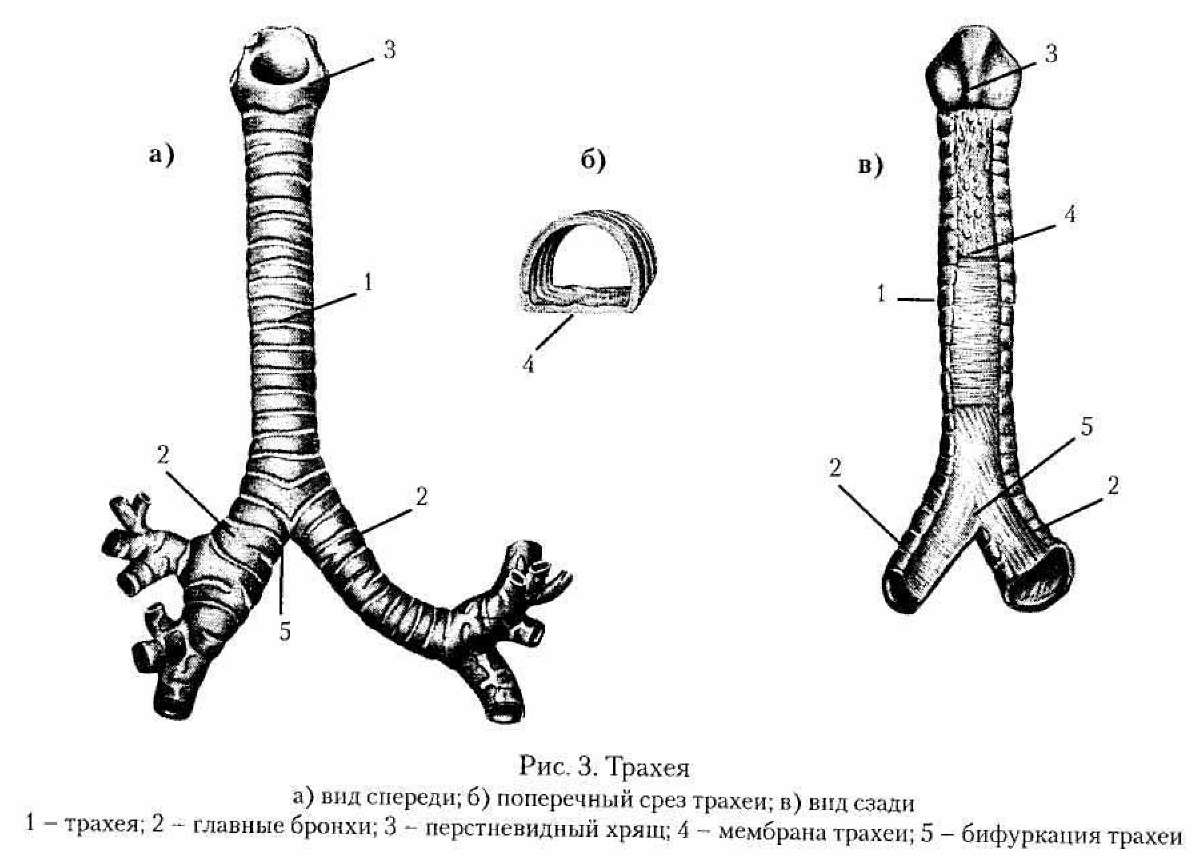 3
3
а)
б)
в)
4
1
1
4
2
2
5
2
2
5
Рис. 3. Трахея
а) вид спереди; б) поперечный срез трахеи; в) вид сзади
1 – трахея; 2 – главные бронхи; 3 – перстневидный хрящ; 4 – мембрана трахеи; 5 – бифуркация трахеи